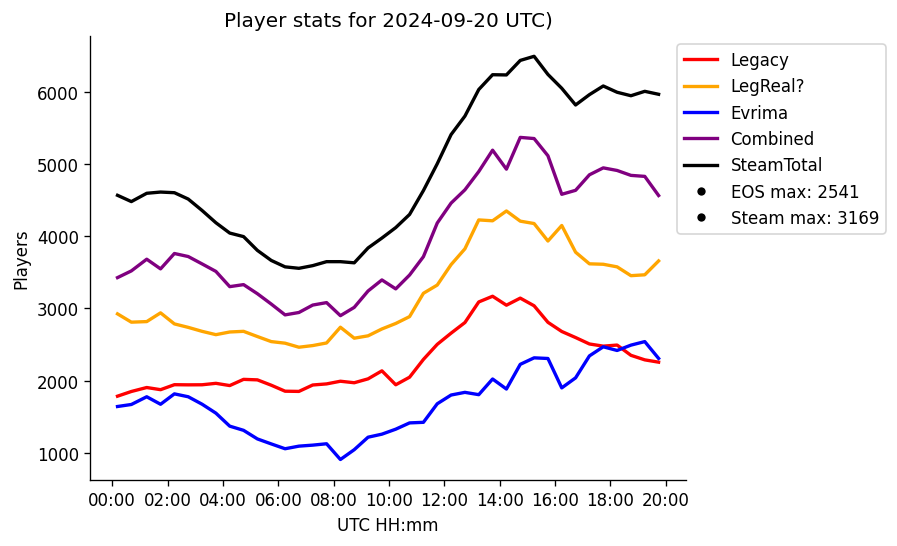 Player stats for 2024-09-20 UTC)
Legacy
LegReal?
Evrima
Combined
SteamTotal
EOS max: 2541
Steam max: 3169
Players
6000
5000
4000
3000
2000
1000
00:00 02:00 04:00 06:00 08:00 10:00 12:00 14:00 16:00 18:00 20:00
UTC HH:mm